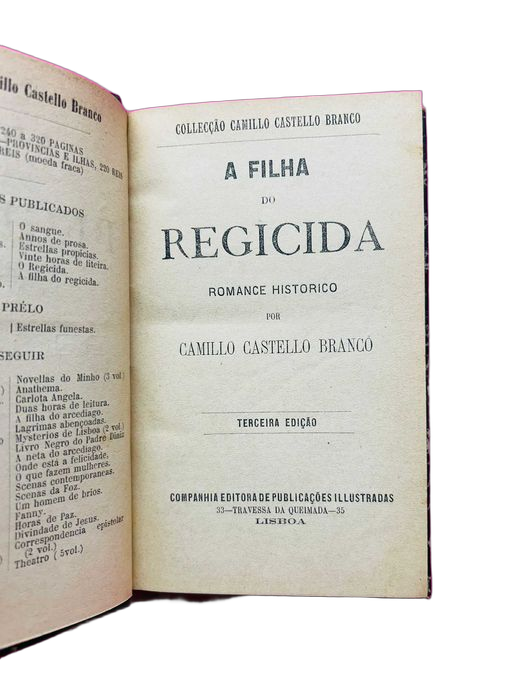 illo Castello Branco
240 a 320 PAGINAS
—PROVINCIAS E ILHAS, 220 REIS
REIS (moeda fraca)
S PUBLICADOS
O sangue.
Annos de prosa.
Estrellas propicias.
Vinte horas de liteira.
O Regicida.
A filha do regicida.
PRÉLO
Estrellas funestas.
SEGUIR
Novellas do Minho (3 vol.)
Anathema.
Carlota Angela.
Duas horas de leitura.
A filha do arcediago.
Lagrimas abençoadas.
Mysterios de Lisboa (2 vol.)
Livro Negro do Padre Diniz
A neta do arcediago.
Onde está a felicidade,
O que fazem mulheres.
Scenas contemporaneas.
Scenas da Foz.
Um homem de brios.
Fanny.
Horas de Paz.
Divindade de Jesus.
Correspondencia epistolar
(2 vol.)
Theatro (5vol.)
COLLECÇÃO CAMILLO CASTELLO BRANCO
A FILHA
DO
REGICIDA
ROMANCE HISTORICO
POR
CAMILLO CASTELLO BRANCO
TERCEIRA EDIÇÃO
COMPANHIA EDITORA DE PUBLICAÇÕES ILLUSTRADAS
33—TRAVESSA DA QUEIMADA—35
LISBOA